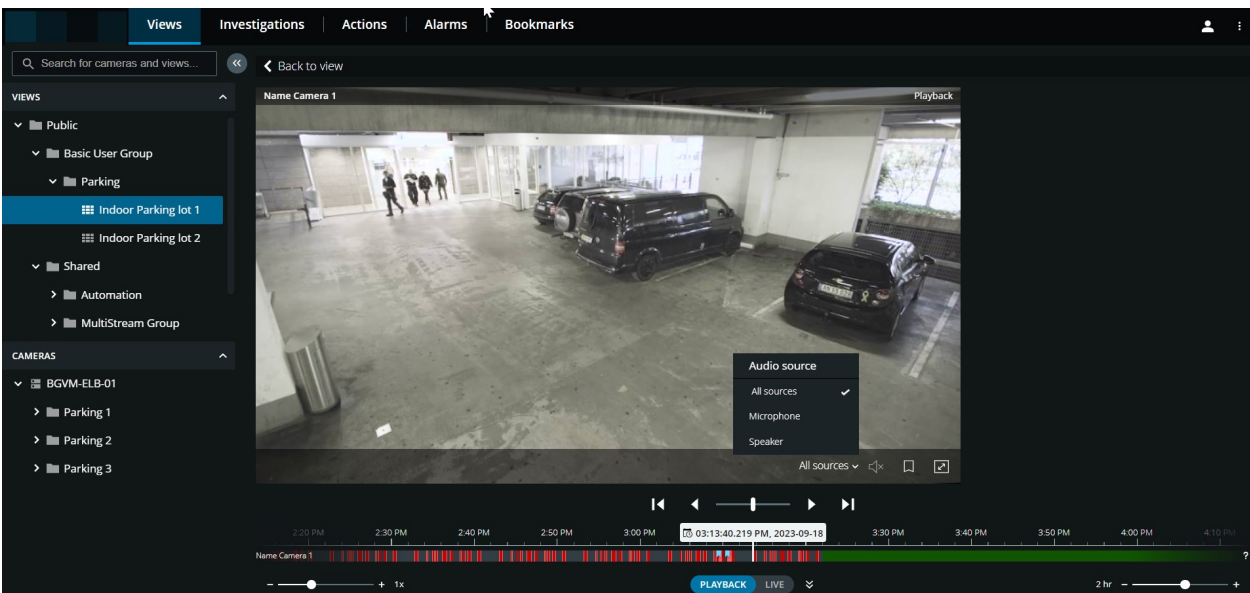 Views Investigations Actions Alarms Bookmarks
Search for cameras and views...
Back to view
VIEWS
Public
Basic User Group
Parking
Indoor Parking lot 1
Indoor Parking lot 2
Shared
Automation
MultiStream Group
CAMERAS
BGVM-ELB-01
Parking 1
Parking 2
Parking 3
Name Camera 1 Playback
Audio source
All sources
Microphone
Speaker
All sources
2:20 PM 2:30 PM 2:40 PM 2:50 PM 3:00 PM 03:13:40.219 PM, 2023-09-18 3:30 PM 3:40 PM 3:50 PM 4:00 PM 4:10 PM
Name Camera 1 ?
- + 1x
PLAYBACK LIVE
2 hr - +